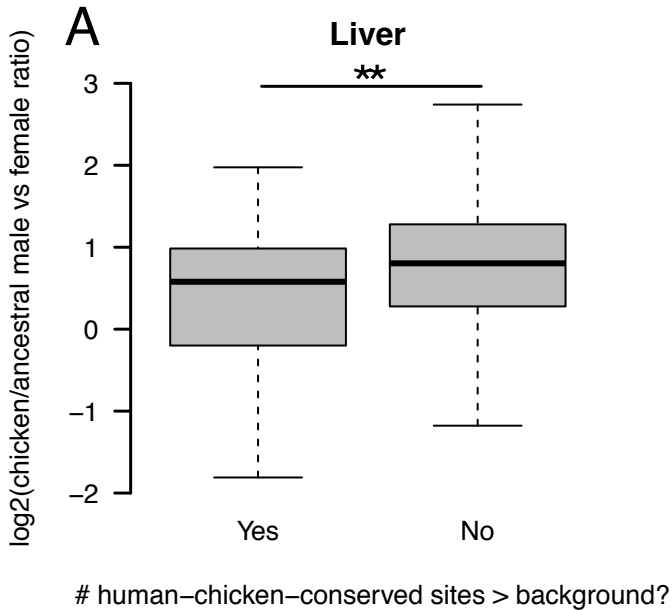 A
Liver
**
log2(chicken/ancestral male vs female ratio)
3
2
1
0
−1
−2
Yes No
# human−chicken−conserved sites > background?